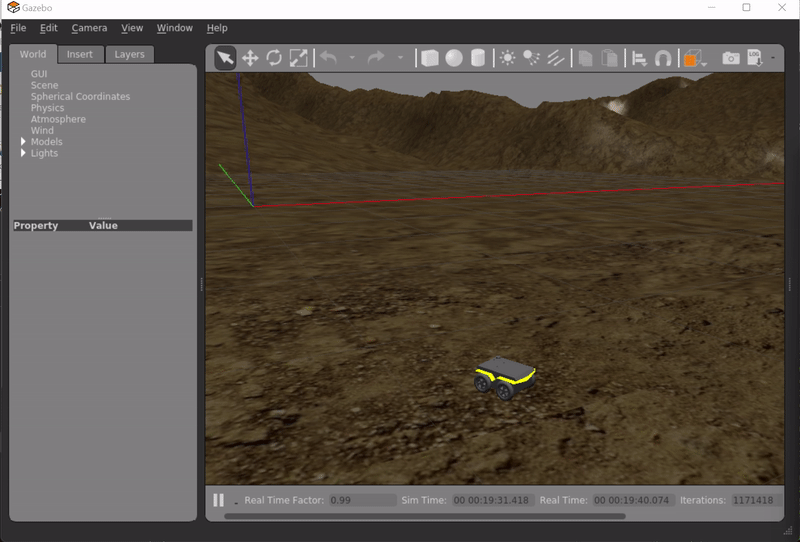 Gazebo
File Edit Camera View Window Help
World Insert Layers
GUI
Scene
Spherical Coordinates
Physics
Atmosphere
Wind
Models
Lights
Property Value
LOG
Real Time Factor: 0.99 Sim Time: 00 00:19:31.418 Real Time: 00 00:19:40.074 Iterations: 1171418